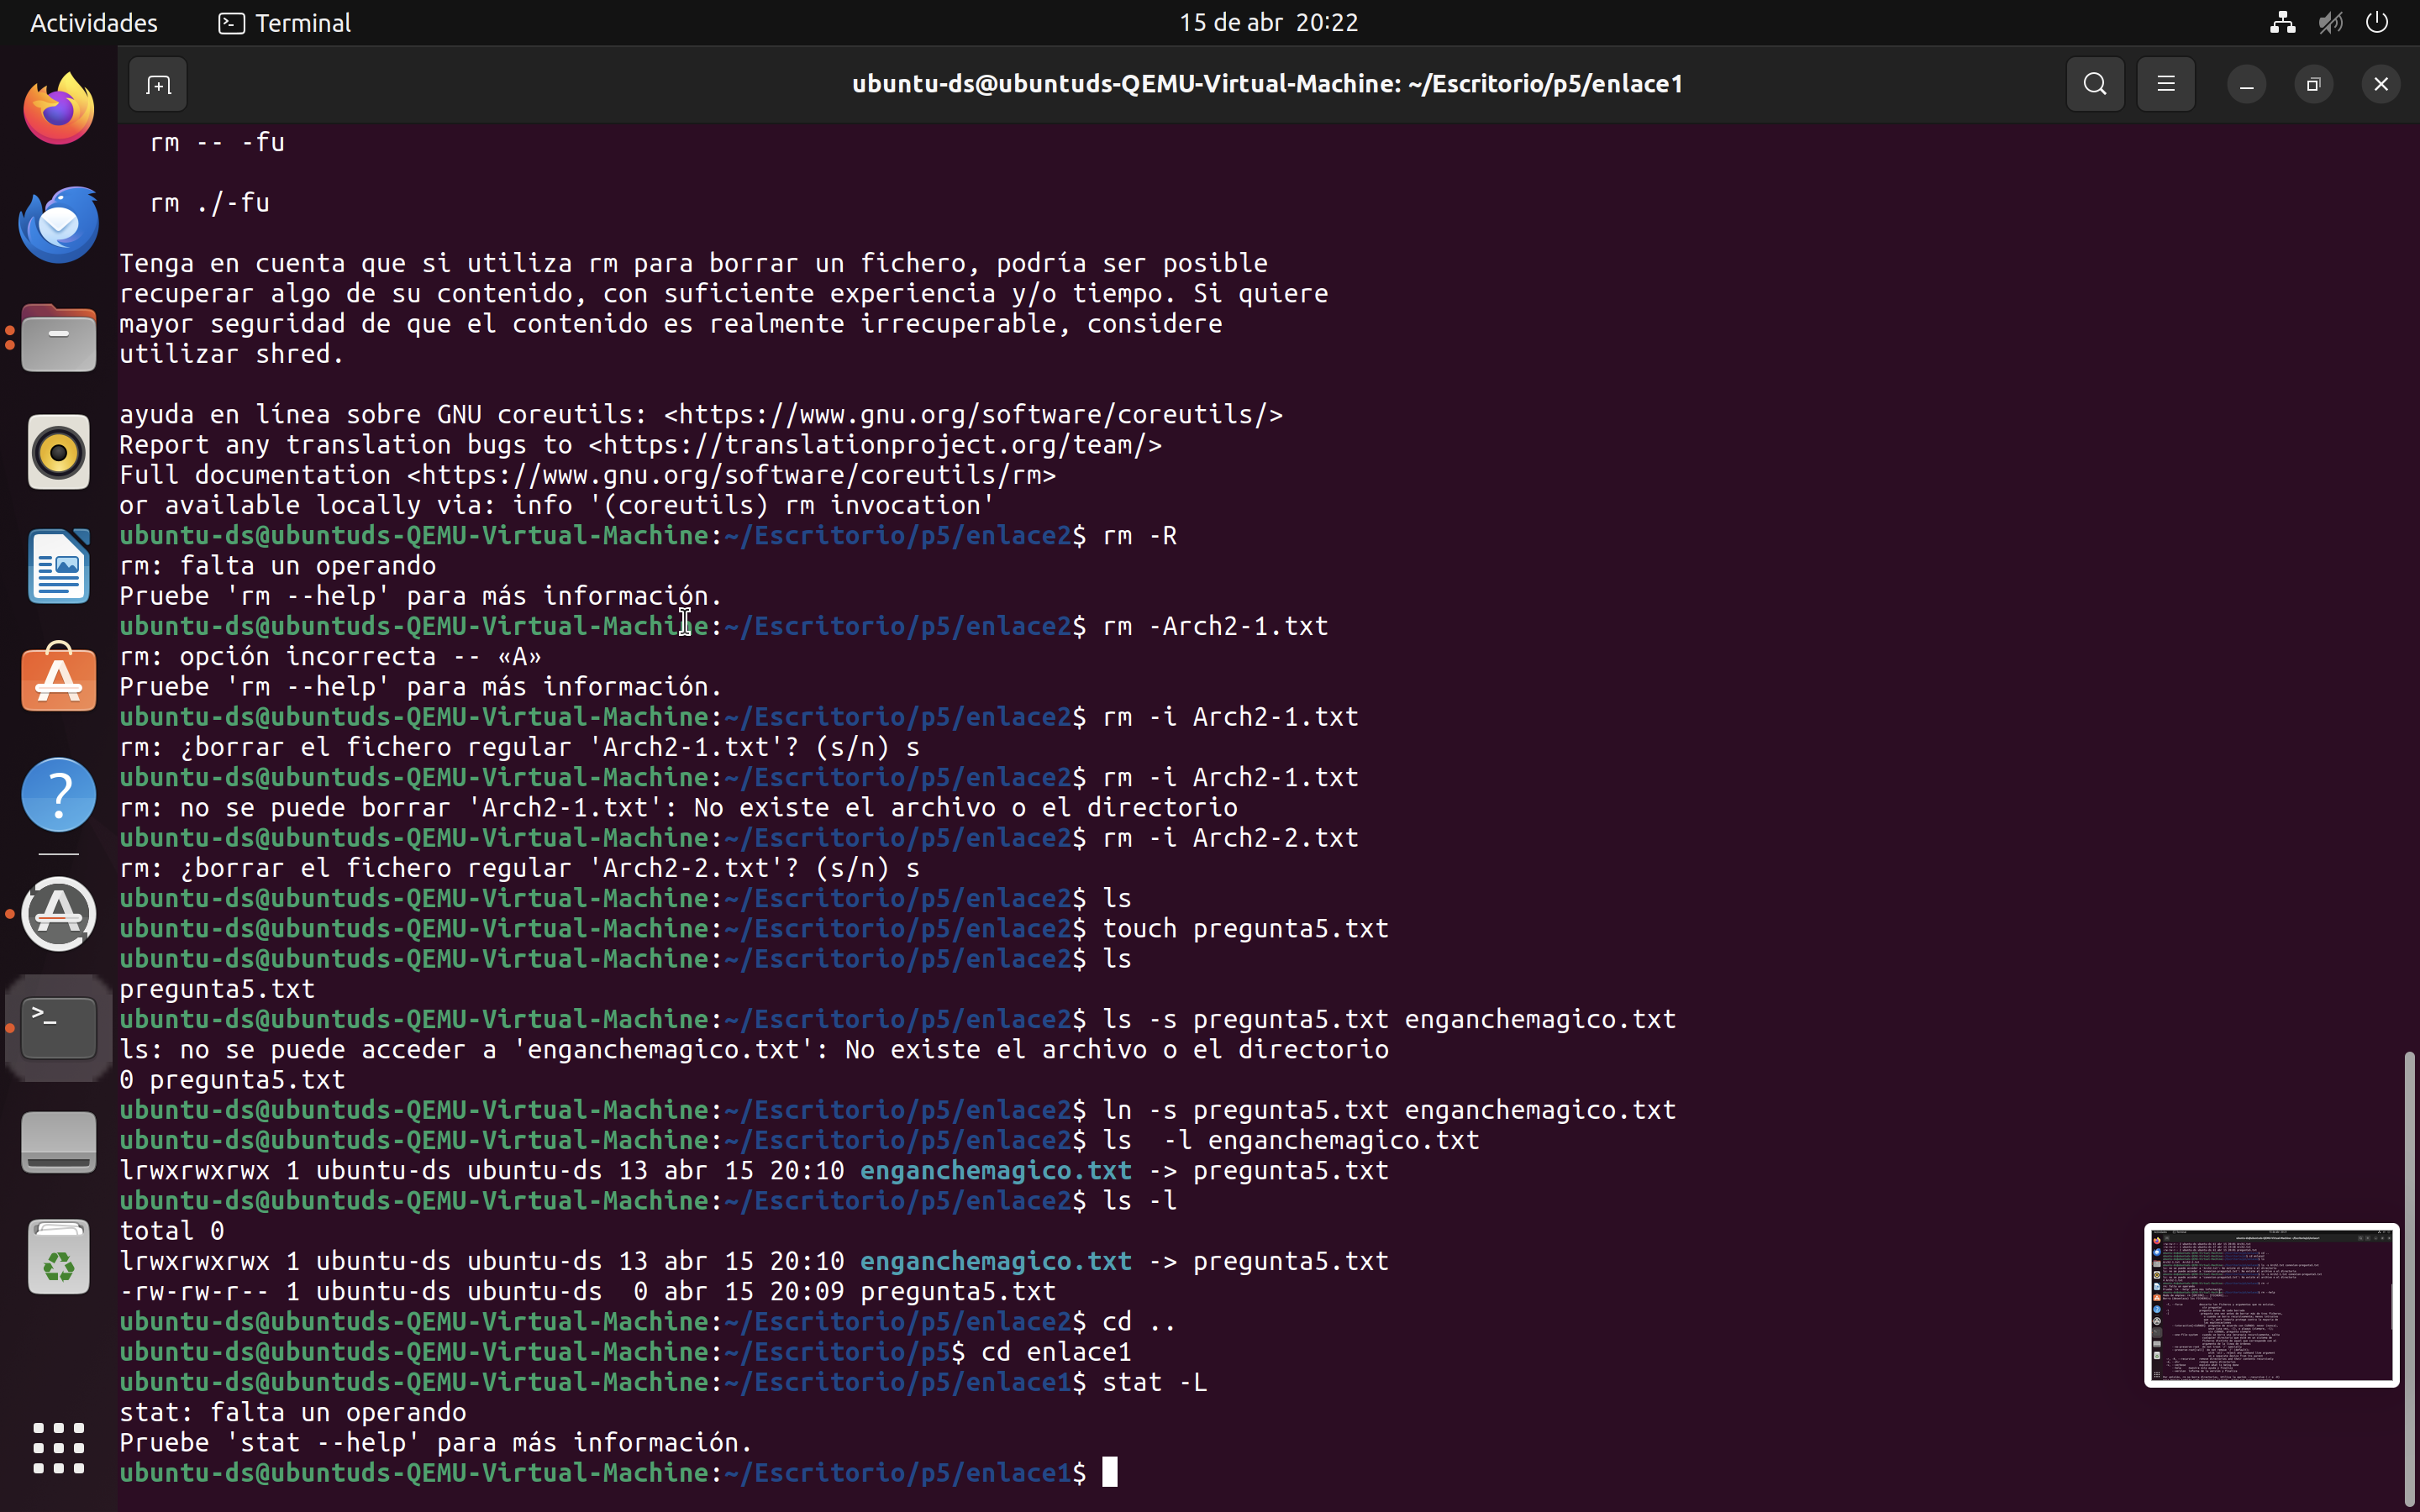 Actividades
Terminal
15 de abr 20:22
ubuntu-ds@ubuntuds-QEMU-Virtual-Machine: ~/Escritorio/p5/enlace1
rm -- -fu
rm ./-fu
Tenga en cuenta que si utiliza rm para borrar un fichero, podría ser posible
recuperar algo de su contenido, con suficiente experiencia y/o tiempo. Si quiere
mayor seguridad de que el contenido es realmente irrecuperable, considere
utilizar shred.
ayuda en línea sobre GNU coreutils: <https://www.gnu.org/software/coreutils/>
Report any translation bugs to <https://translationproject.org/team/>
Full documentation <https://www.gnu.org/software/coreutils/rm>
or available locally via: info '(coreutils) rm invocation'
ubuntu-ds@ubuntuds-QEMU-Virtual-Machine:~/Escritorio/p5/enlace2$ rm -R
rm: falta un operando
Pruebe 'rm --help' para más información.
ubuntu-ds@ubuntuds-QEMU-Virtual-Machine:~/Escritorio/p5/enlace2$ rm -Arch2-1.txt
rm: opción incorrecta -- «A»
Pruebe 'rm --help' para más información.
ubuntu-ds@ubuntuds-QEMU-Virtual-Machine:~/Escritorio/p5/enlace2$ rm -i Arch2-1.txt
rm: ¿borrar el fichero regular 'Arch2-1.txt'? (s/n) s
ubuntu-ds@ubuntuds-QEMU-Virtual-Machine:~/Escritorio/p5/enlace2$ rm -i Arch2-1.txt
rm: no se puede borrar 'Arch2-1.txt': No existe el archivo o el directorio
ubuntu-ds@ubuntuds-QEMU-Virtual-Machine:~/Escritorio/p5/enlace2$ rm -i Arch2-2.txt
rm: ¿borrar el fichero regular 'Arch2-2.txt'? (s/n) s
ubuntu-ds@ubuntuds-QEMU-Virtual-Machine:~/Escritorio/p5/enlace2$ ls
ubuntu-ds@ubuntuds-QEMU-Virtual-Machine:~/Escritorio/p5/enlace2$ touch pregunta5.txt
ubuntu-ds@ubuntuds-QEMU-Virtual-Machine:~/Escritorio/p5/enlace2$ ls
pregunta5.txt
ubuntu-ds@ubuntuds-QEMU-Virtual-Machine:~/Escritorio/p5/enlace2$ ls -s pregunta5.txt enganchemagico.txt
ls: no se puede acceder a 'enganchemagico.txt': No existe el archivo o el directorio
0 pregunta5.txt
ubuntu-ds@ubuntuds-QEMU-Virtual-Machine:~/Escritorio/p5/enlace2$ ln -s pregunta5.txt enganchemagico.txt
ubuntu-ds@ubuntuds-QEMU-Virtual-Machine:~/Escritorio/p5/enlace2$ ls  -l enganchemagico.txt
lrwxrwxrwx 1 ubuntu-ds ubuntu-ds 13 abr 15 20:10 enganchemagico.txt -> pregunta5.txt
ubuntu-ds@ubuntuds-QEMU-Virtual-Machine:~/Escritorio/p5/enlace2$ ls -l
total 0
lrwxrwxrwx 1 ubuntu-ds ubuntu-ds 13 abr 15 20:10 enganchemagico.txt -> pregunta5.txt
-rw-rw-r-- 1 ubuntu-ds ubuntu-ds  0 abr 15 20:09 pregunta5.txt
ubuntu-ds@ubuntuds-QEMU-Virtual-Machine:~/Escritorio/p5/enlace2$ cd ..
ubuntu-ds@ubuntuds-QEMU-Virtual-Machine:~/Escritorio/p5$ cd enlace1
ubuntu-ds@ubuntuds-QEMU-Virtual-Machine:~/Escritorio/p5/enlace1$ stat -L
stat: falta un operando
Pruebe 'stat --help' para más información.
ubuntu-ds@ubuntuds-QEMU-Virtual-Machine:~/Escritorio/p5/enlace1$